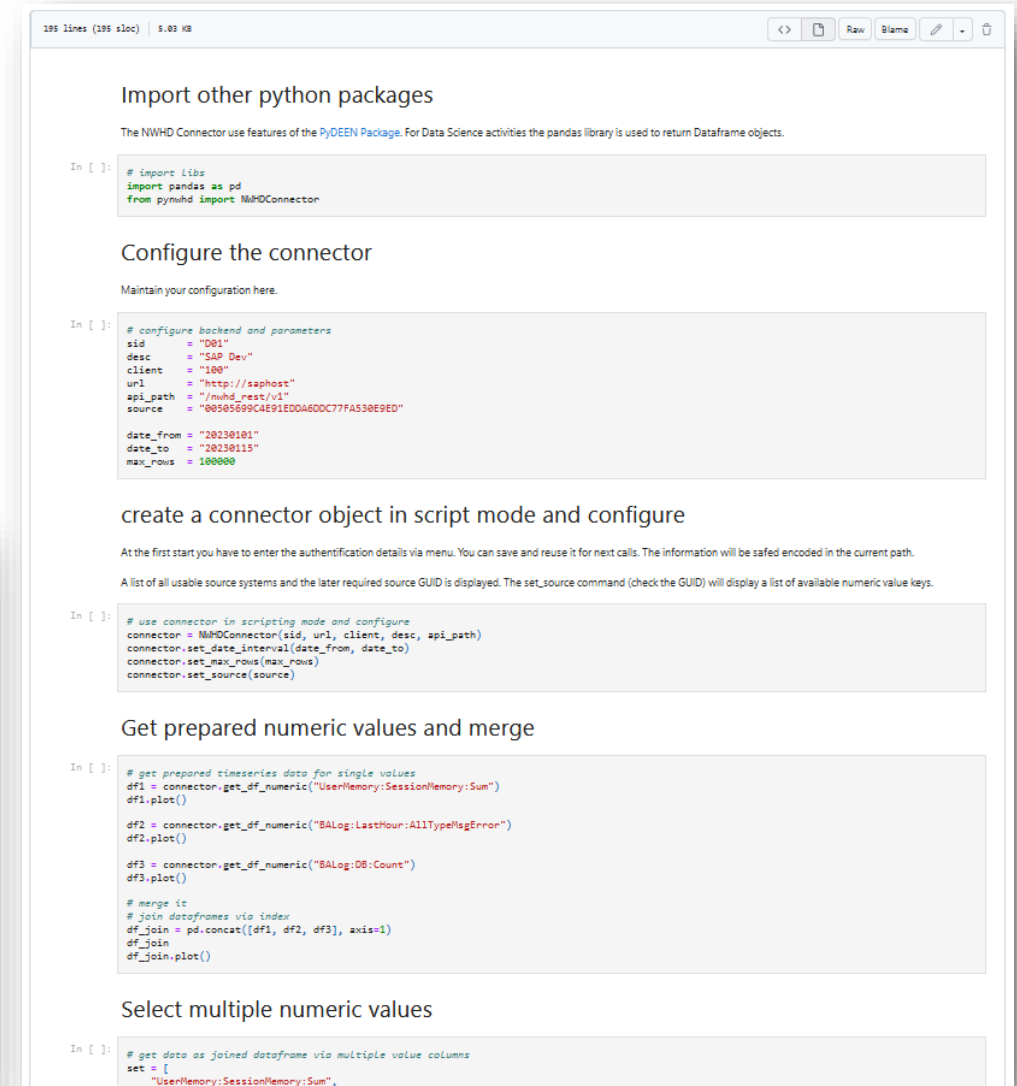 195 lines (195 sloc) 5.03 KB
<> Raw Blame
Import other python packages
The NWHD Connector use features of the PyDEEN Package. For Data Science activities the pandas library is used to return Dataframe objects.
In [ ]:
# import libs
import pandas as pd
from pynwhd import NWHDConnector
Configure the connector
Maintain your configuration here.
In [ ]:
# configure backend and parameters
sid = "D01"
desc = "SAP Dev"
client = "100"
url = "http://saphost"
api_path = "/nwhd_rest/v1"
source = "00505699C4E91EDDA6DDC77FA530E9ED"
date_from = "20230101"
date_to = "20230115"
max_rows = 100000
create a connector object in script mode and configure
At the first start you have to enter the authentification details via menu. You can save and reuse it for next calls. The information will be safed encoded in the current path.
A list of all usable source systems and the later required source GUID is displayed. The set_source command (check the GUID) will display a list of available numeric value keys.
In [ ]:
# use connector in scripting mode and configure
connector = NWHDConnector(sid, url, client, desc, api_path)
connector.set_date_interval(date_from, date_to)
connector.set_max_rows(max_rows)
connector.set_source(source)
Get prepared numeric values and merge
In [ ]:
# get prepared timeseries data for single values
df1 = connector.get_df_numeric("UserMemory:SessionMemory:Sum")
df1.plot()
df2 = connector.get_df_numeric("BALog:LastHour:AllTypeMsgError")
df2.plot()
df3 = connector.get_df_numeric("BALog:DB:Count")
df3.plot()
# merge it
# join dataframes via index
df_join = pd.concat([df1, df2, df3], axis=1)
df_join
df_join.plot()
Select multiple numeric values
In [ ]:
# get data as joined dataframe via multiple value columns
set = [
"UserMemory:SessionMemory:Sum",